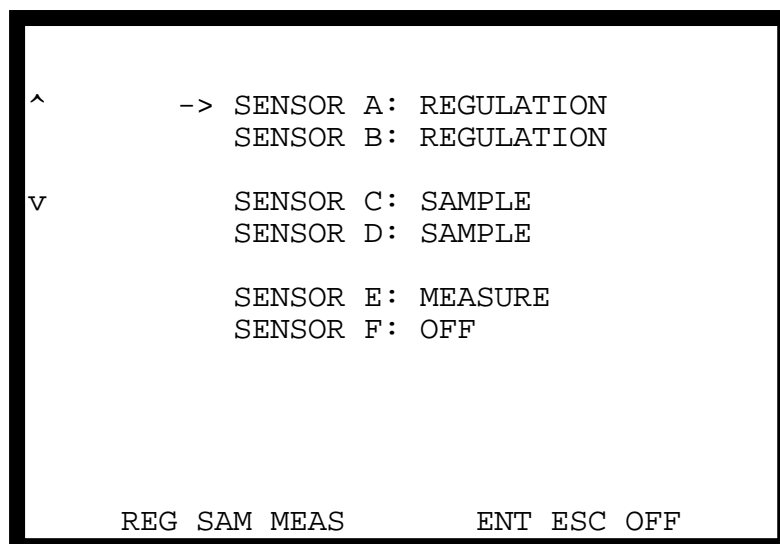 ^ -> SENSOR A: REGULATION
SENSOR B: REGULATION
v SENSOR C: SAMPLE
SENSOR D: SAMPLE
SENSOR E: MEASURE
SENSOR F: OFF
REG SAM MEAS ENT ESC OFF